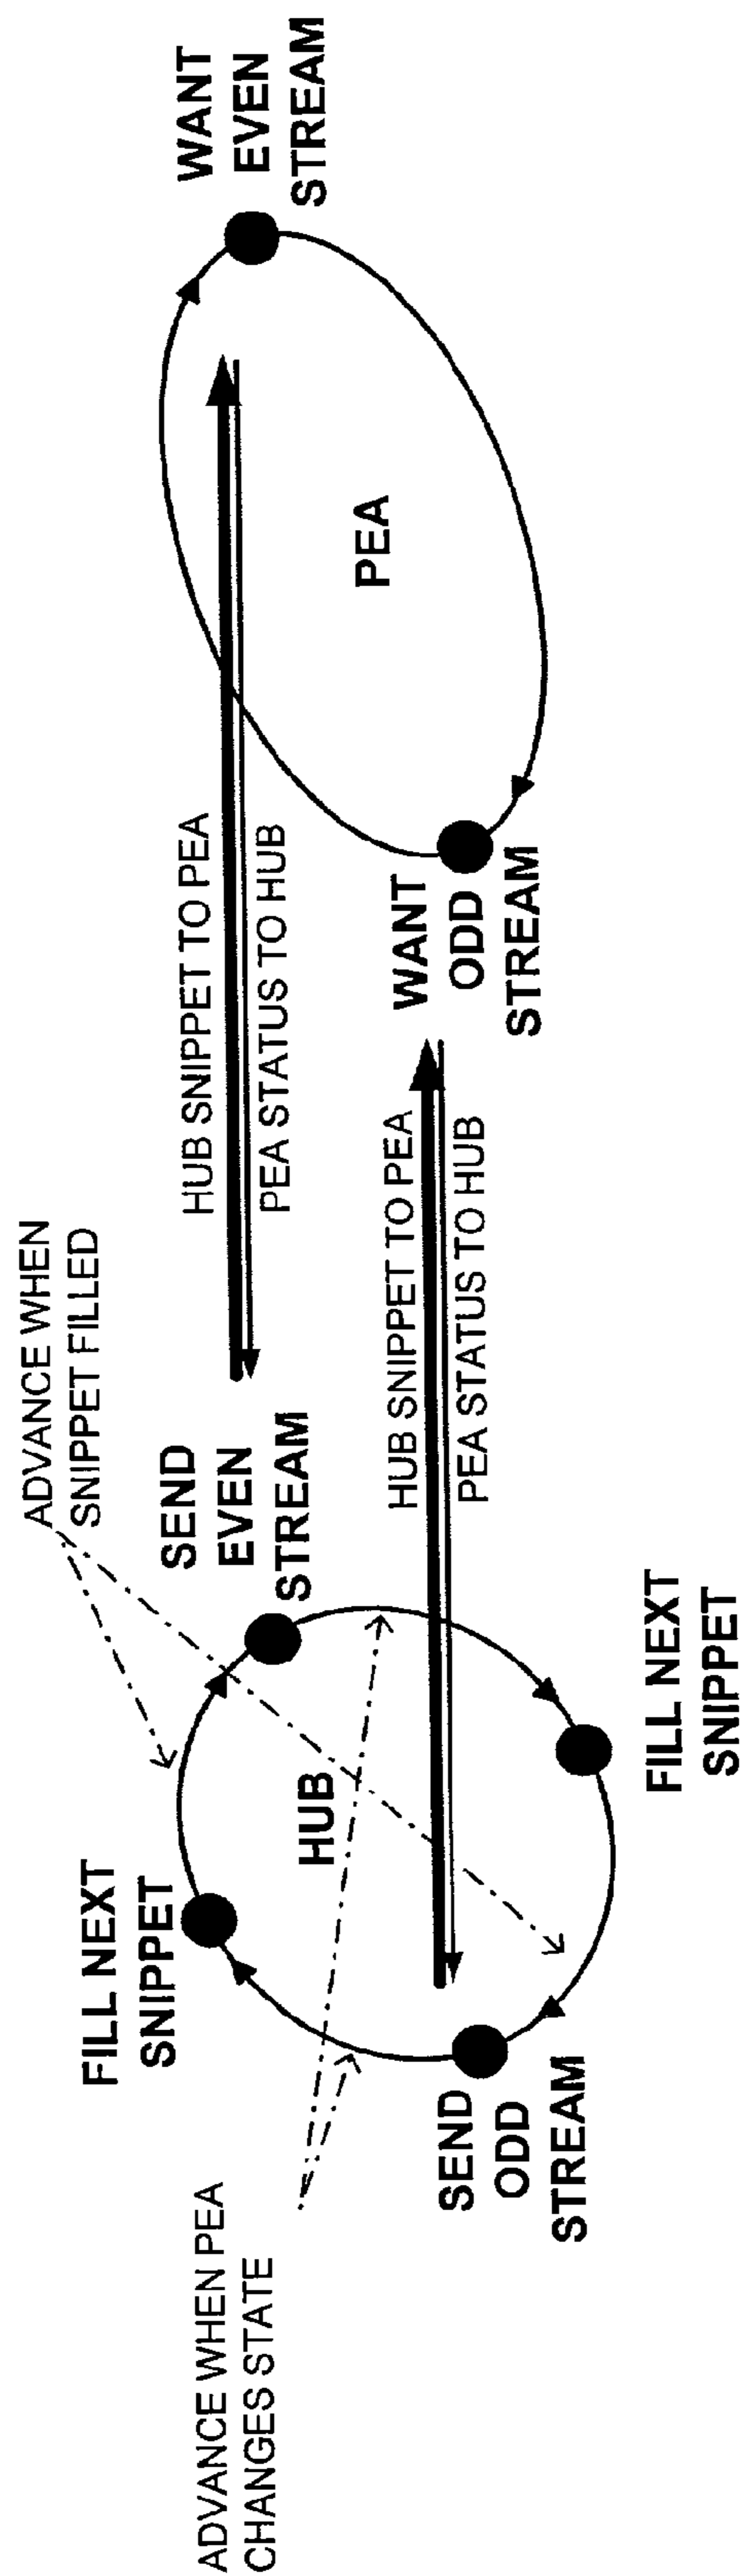 ADVANCE WHEN PEA
CHANGES STATE
FILL NEXT
SNIPPET
SEND
ODD
STREAM
HUB
ADVANCE WHEN
SNIPPET FILLED
SEND
EVEN
STREAM
FILL NEXT
SNIPPET
HUB SNIPPET TO PEA
PEA STATUS TO HUB
HUB SNIPPET TO PEA
PEA STATUS TO HUB
WANT
ODD
STREAM
PEA
WANT
EVEN
STREAM